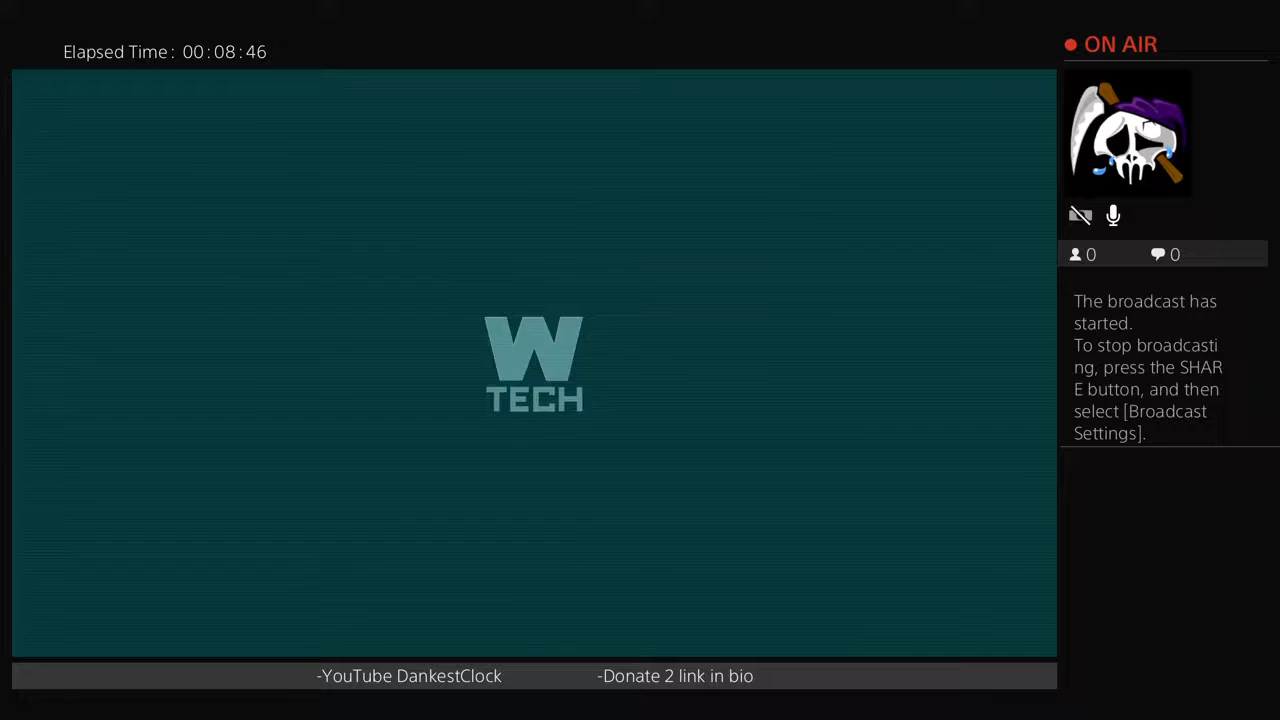 Elapsed Time: 00:08:46
ON AIR
W
TECH
0 0
The broadcast has
started.
To stop broadcasti
ng, press the SHAR
E button, and then
select [Broadcast
Settings].
-YouTube DankestClock -Donate 2 link in bio